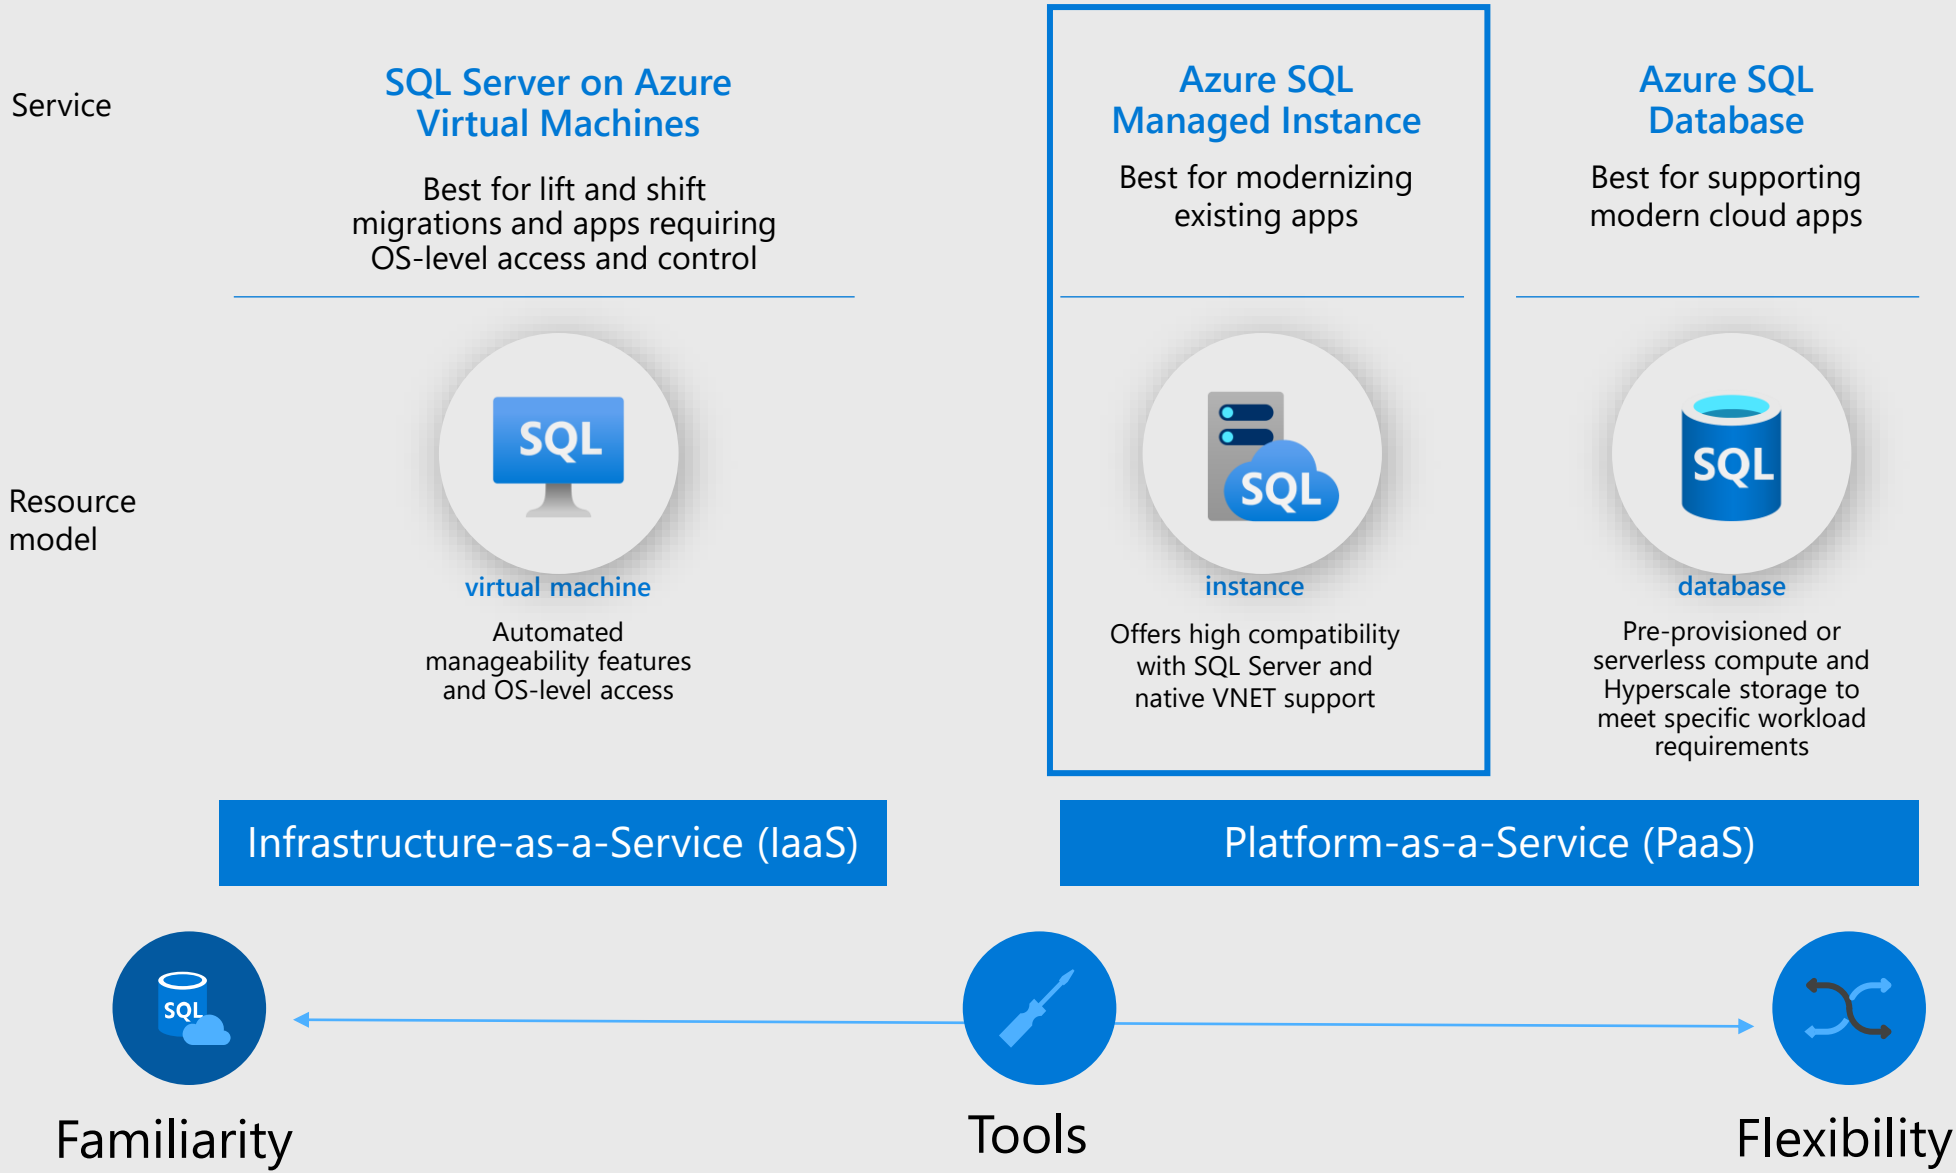 Service
SQL Server on Azure
Virtual Machines
Best for lift and shift
migrations and apps requiring
OS-level access and control
Azure SQL
Managed Instance
Best for modernizing
existing apps
Azure SQL
Database
Best for supporting
modern cloud apps
Resource
model
SQL
virtual machine
Automated
manageability features
and OS-level access
SQL
instance
Offers high compatibility
with SQL Server and
native VNET support
SQL
database
Pre-provisioned or
serverless compute and
Hyperscale storage to
meet specific workload
requirements
Infrastructure-as-a-Service (IaaS)
Platform-as-a-Service (PaaS)
SQL
Familiarity
Tools
Flexibility